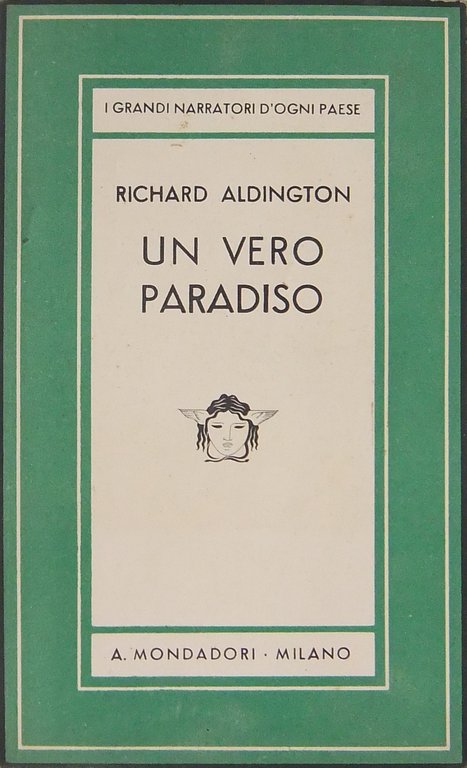 I GRANDI NARRATORI D'OGNI PAESE
RICHARD ALDINGTON
UN VERO
PARADISO
A. MONDADORI · MILANO